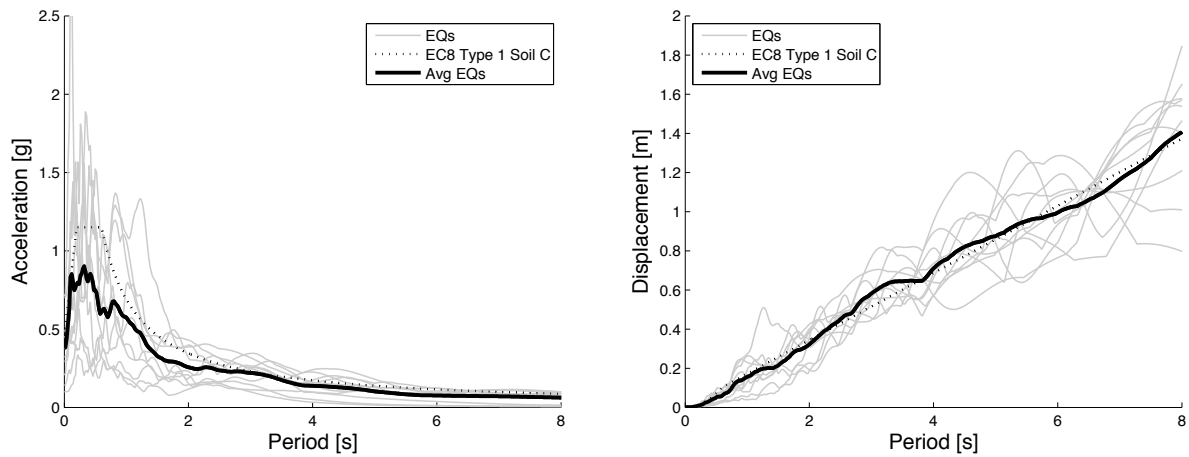 2.5
2
1.5
1
0.5
0
0 2 4 6 8
Acceleration [g]
Period [s]
EQs
EC8 Type 1 Soil C
Avg EQs
2
1.8
1.6
1.4
1.2
1
0.8
0.6
0.4
0.2
0
0 2 4 6 8
Displacement [m]
Period [s]
EQs
EC8 Type 1 Soil C
Avg EQs